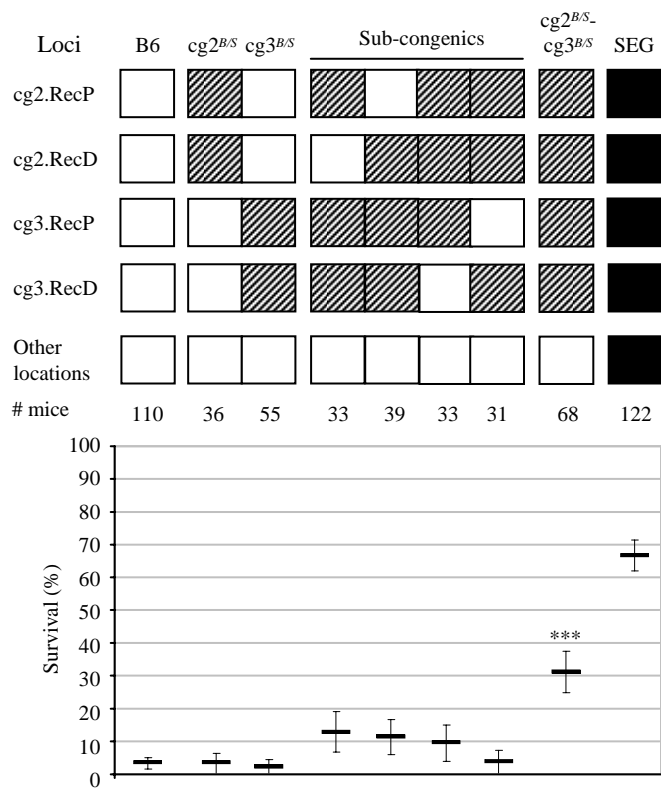 Loci B6 cg2B/S cg3B/S Sub-congenics cg2B/S- SEG
cg3B/S
cg2.RecP
cg2.RecD
cg3.RecP
cg3.RecD
Other
locations
# mice 110 36 55 33 39 33 31 68 122
100
90
80
70
60
50
40
30
20
10
0
Survival (%)
***